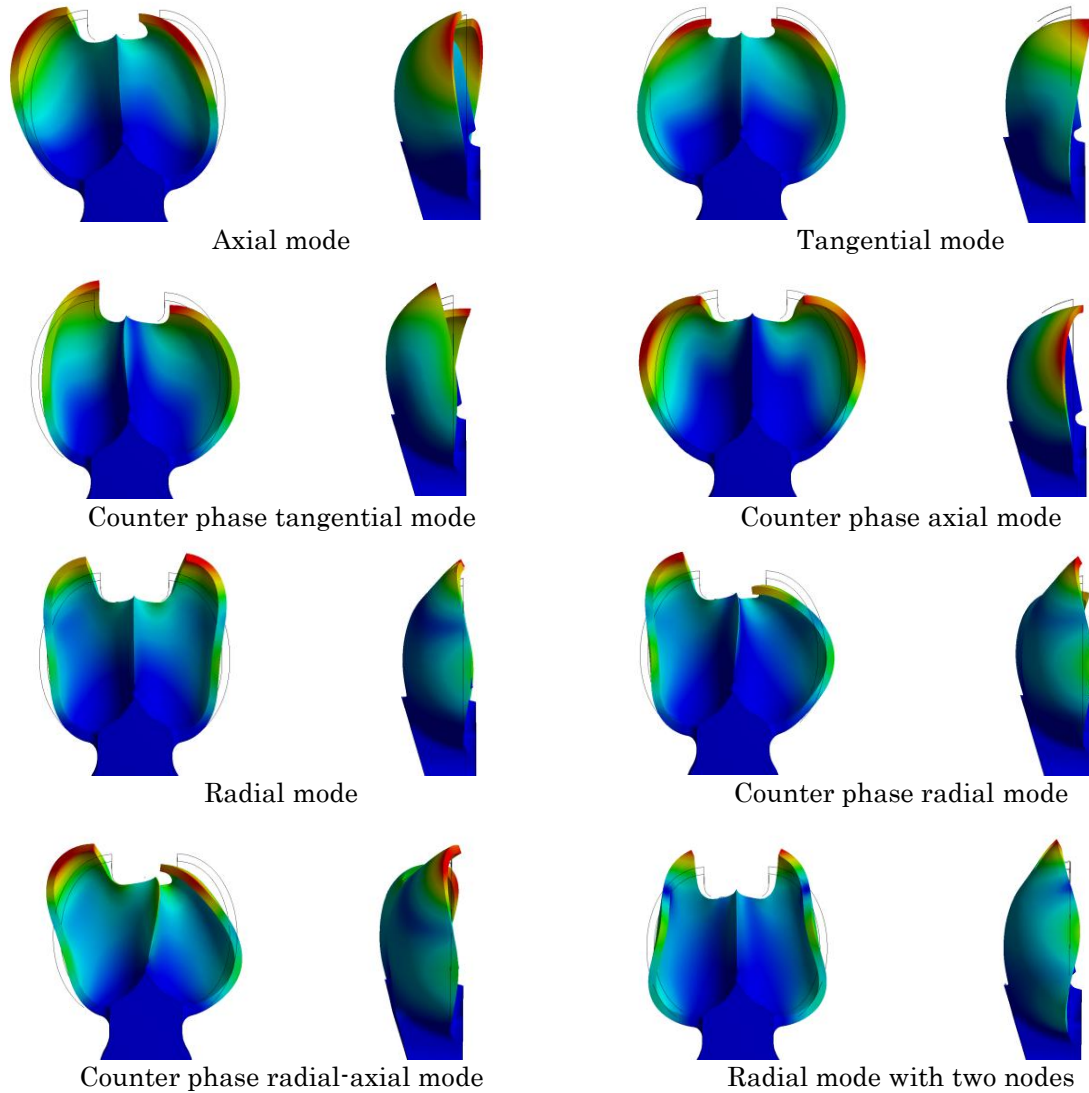 Axial mode
Tangential mode
Counter phase tangential mode
Counter phase axial mode
Radial mode
Counter phase radial mode
Counter phase radial-axial mode
Radial mode with two nodes